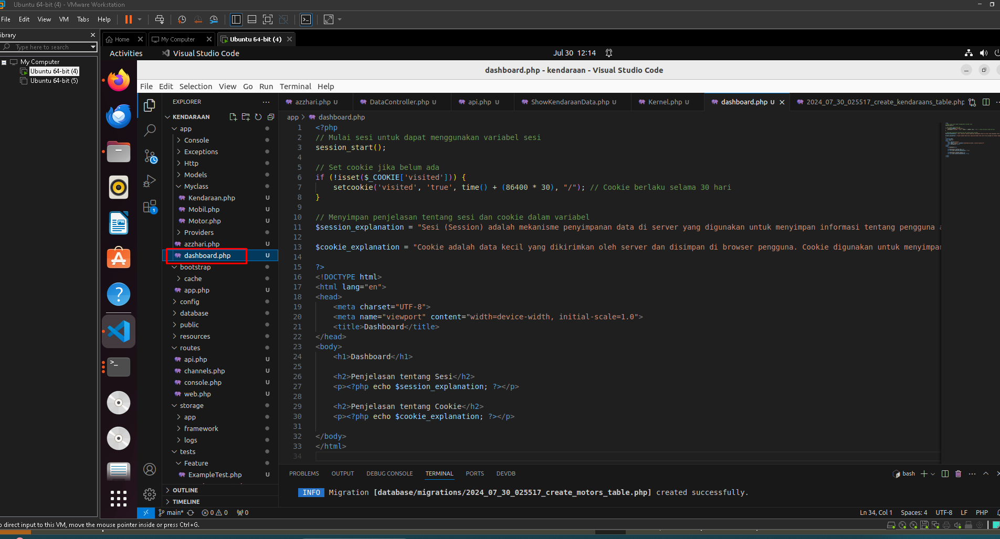 Ubuntu 64-bit (4) - VMware Workstation
File Edit View VM Tabs Help
ibrary
Type here to search
My Computer
Ubuntu 64-bit (4)
Ubuntu 64-bit (5)
Home My Computer Ubuntu 64-bit (4)
Activities Visual Studio Code Jul 30 12:14
dashboard.php - kendaraan - Visual Studio Code
File Edit Selection View Go Run Terminal Help
EXPLORER
KENDARAAN
app
Console
Exceptions
Http
Models
Myclass
Kendaraan.php U
Mobil.php U
Motor.php U
Providers
azzhari.php U
dashboard.php U
bootstrap
cache
app.php U
config
database
public
resources
routes
api.php U
channels.php U
console.php U
web.php U
storage
app
framework
logs
tests
Feature
ExampleTest.php U
OUTLINE
TIMELINE
1
azzhari.php U DataController.php U api.php U ShowKendaraanData.php U Kernel.php U dashboard.php U 2024_07_30_025517_create_kendaraans_table.php
app > dashboard.php
1 <?php
2 // Mulai sesi untuk dapat menggunakan variabel sesi
3 session_start();
4
5 // Set cookie jika belum ada
6 if (!isset($_COOKIE['visited'])) {
7 setcookie('visited', 'true', time() + (86400 * 30), "/"); // Cookie berlaku selama 30 hari
8 }
9
10 // Menyimpan penjelasan tentang sesi dan cookie dalam variabel
11 $session_explanation = "Sesi (Session) adalah mekanisme penyimpanan data di server yang digunakan untuk menyimpan informasi tentang pengguna a
12
13 $cookie_explanation = "Cookie adalah data kecil yang dikirimkan oleh server dan disimpan di browser pengguna. Cookie digunakan untuk menyimpan
14
15 ?>
16 <!DOCTYPE html>
17 <html lang="en">
18 <head>
19 <meta charset="UTF-8">
20 <meta name="viewport" content="width=device-width, initial-scale=1.0">
21 <title>Dashboard</title>
22 </head>
23 <body>
24 <h1>Dashboard</h1>
25
26 <h2>Penjelasan tentang Sesi</h2>
27 <p><?php echo $session_explanation; ?></p>
28
29 <h2>Penjelasan tentang Cookie</h2>
30 <p><?php echo $cookie_explanation; ?></p>
31
32 </body>
33 </html>
34
PROBLEMS OUTPUT DEBUG CONSOLE TERMINAL PORTS DEVDB
bash
INFO Migration [database/migrations/2024_07_30_025517_create_motors_table.php] created successfully.
main* 0 0 0 Ln 34, Col 1 Spaces: 4 UTF-8 LF PHP
o direct input to this VM, move the mouse pointer inside or press Ctrl+G.